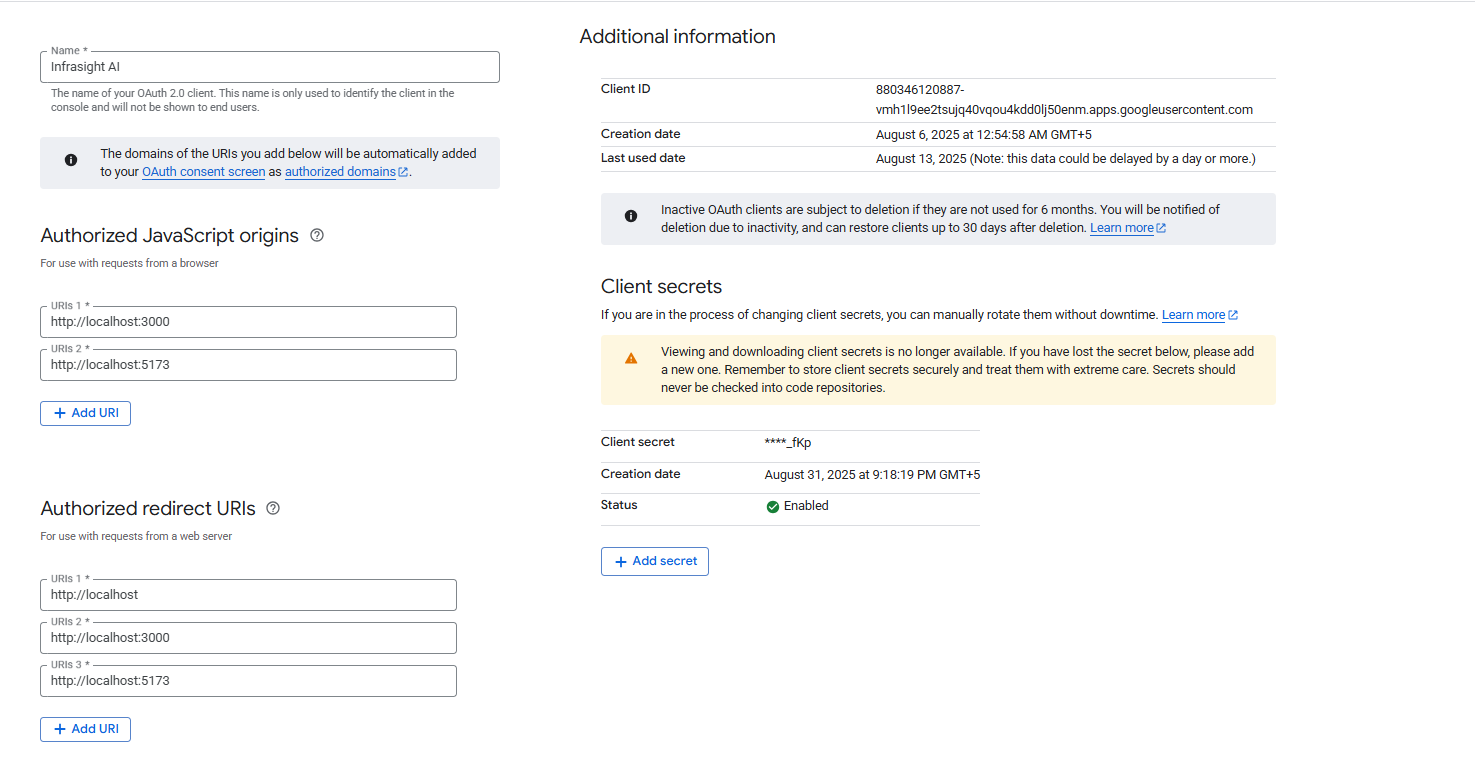 Name *
Infrasight AI
The name of your OAuth 2.0 client. This name is only used to identify the client in the
console and will not be shown to end users.
The domains of the URIs you add below will be automatically added
to your OAuth consent screen as authorized domains.
Authorized JavaScript origins
For use with requests from a browser
URIs 1 *
http://localhost:3000
URIs 2 *
http://localhost:5173
+ Add URI
Authorized redirect URIs
For use with requests from a web server
URIs 1 *
http://localhost
URIs 2 *
http://localhost:3000
URIs 3 *
http://localhost:5173
+ Add URI
Additional information
Client ID
880346120887-
vmh1l9ee2tsujq40vqou4kdd0lj50enm.apps.googleusercontent.com
Creation date
August 6, 2025 at 12:54:58 AM GMT+5
Last used date
August 13, 2025 (Note: this data could be delayed by a day or more.)
Inactive OAuth clients are subject to deletion if they are not used for 6 months. You will be notified of
deletion due to inactivity, and can restore clients up to 30 days after deletion. Learn more
Client secrets
If you are in the process of changing client secrets, you can manually rotate them without downtime. Learn more
Viewing and downloading client secrets is no longer available. If you have lost the secret below, please add
a new one. Remember to store client secrets securely and treat them with extreme care. Secrets should
never be checked into code repositories.
Client secret
****_fKp
Creation date
August 31, 2025 at 9:18:19 PM GMT+5
Status
Enabled
+ Add secret